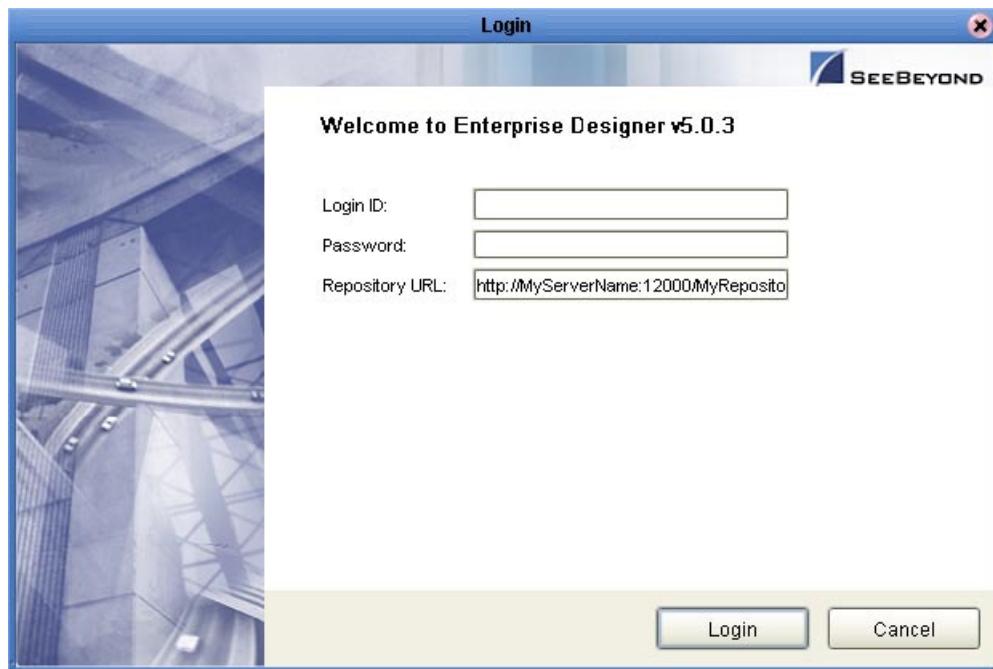 Login
SEEBEYOND
Welcome to Enterprise Designer v5.0.3
Login ID:
Password:
Repository URL: http://MyServerName:12000/MyReposito
Login Cancel